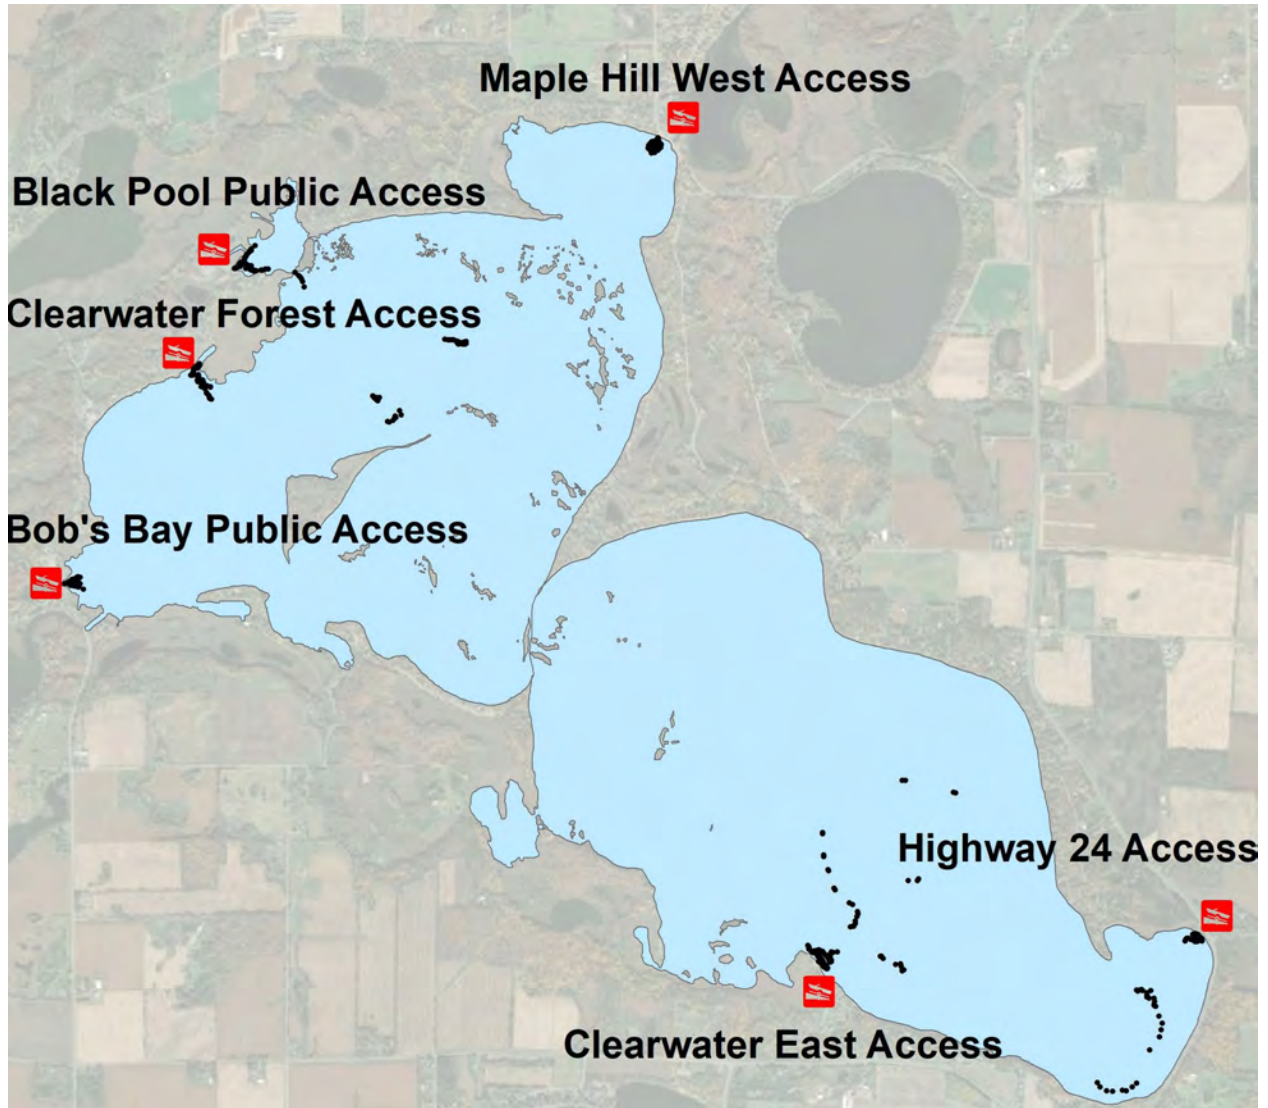 Maple Hill West Access
Black Pool Public Access
Clearwater Forest Access
Bob's Bay Public Access
Highway 24 Access
Clearwater East Access